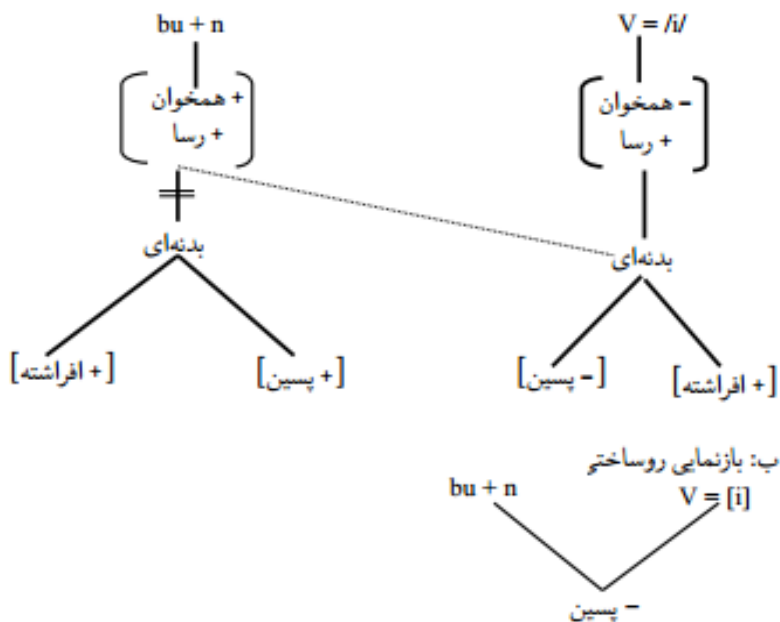 bu + n
V = /i/
+ همخوان
+ رسا
– همخوان
+ رسا
بدنه‌ای
بدنه‌ای
[+ افراشته]
[+ پسین]
[– پسین]
[+ افراشته]
ب: بازنمایی روساختی
bu + n
V = [i]
– پسین